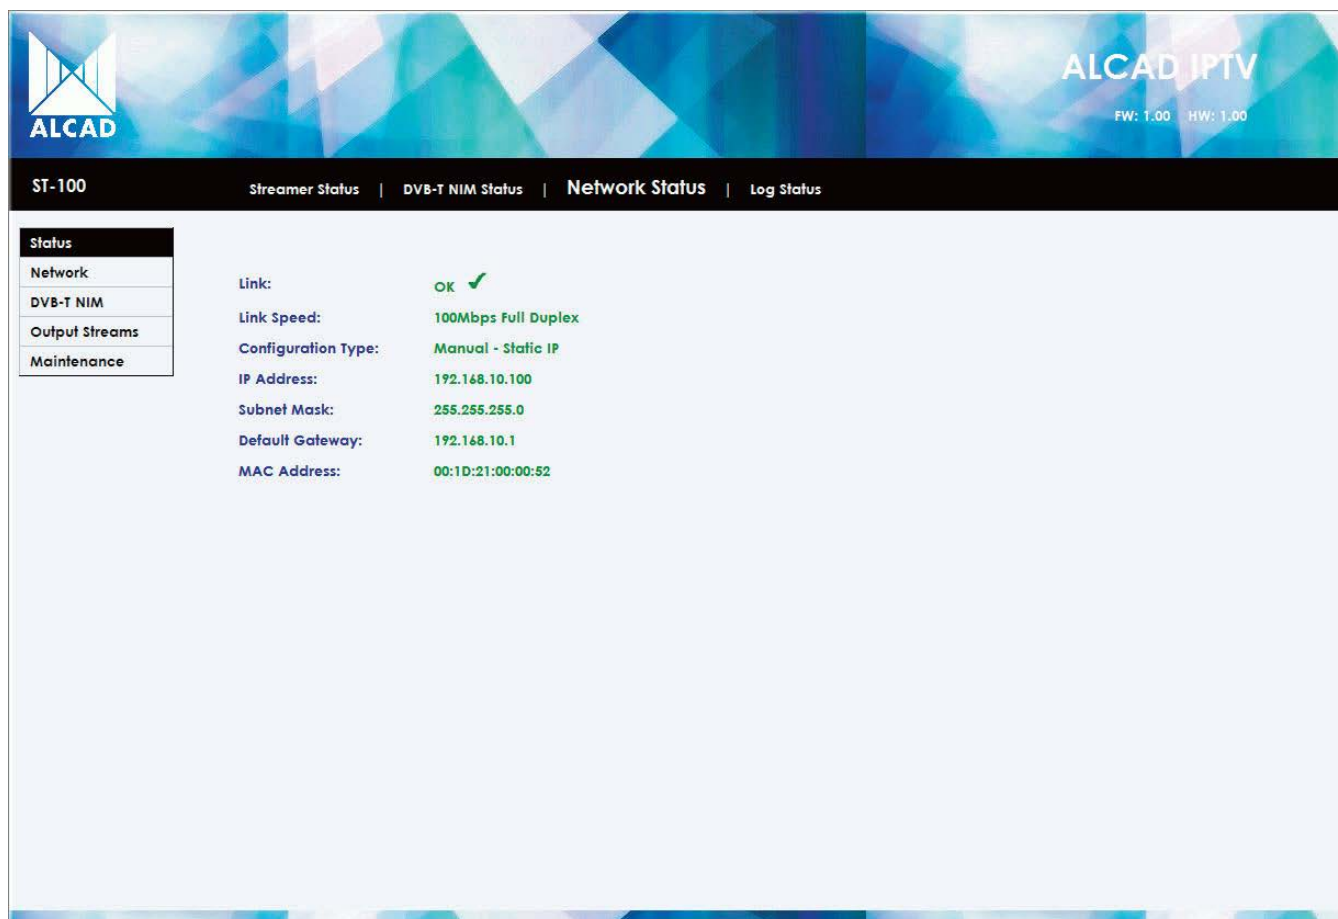 ALCAD
ALCAD IPTV
FW: 1.00 HW: 1.00
ST-100
Streamer Status | DVB-T NIM Status | Network Status | Log Status
Status
Network
DVB-T NIM
Output Streams
Maintenance
Link: OK ✓
Link Speed: 100Mbps Full Duplex
Configuration Type: Manual - Static IP
IP Address: 192.168.10.100
Subnet Mask: 255.255.255.0
Default Gateway: 192.168.10.1
MAC Address: 00:1D:21:00:00:52